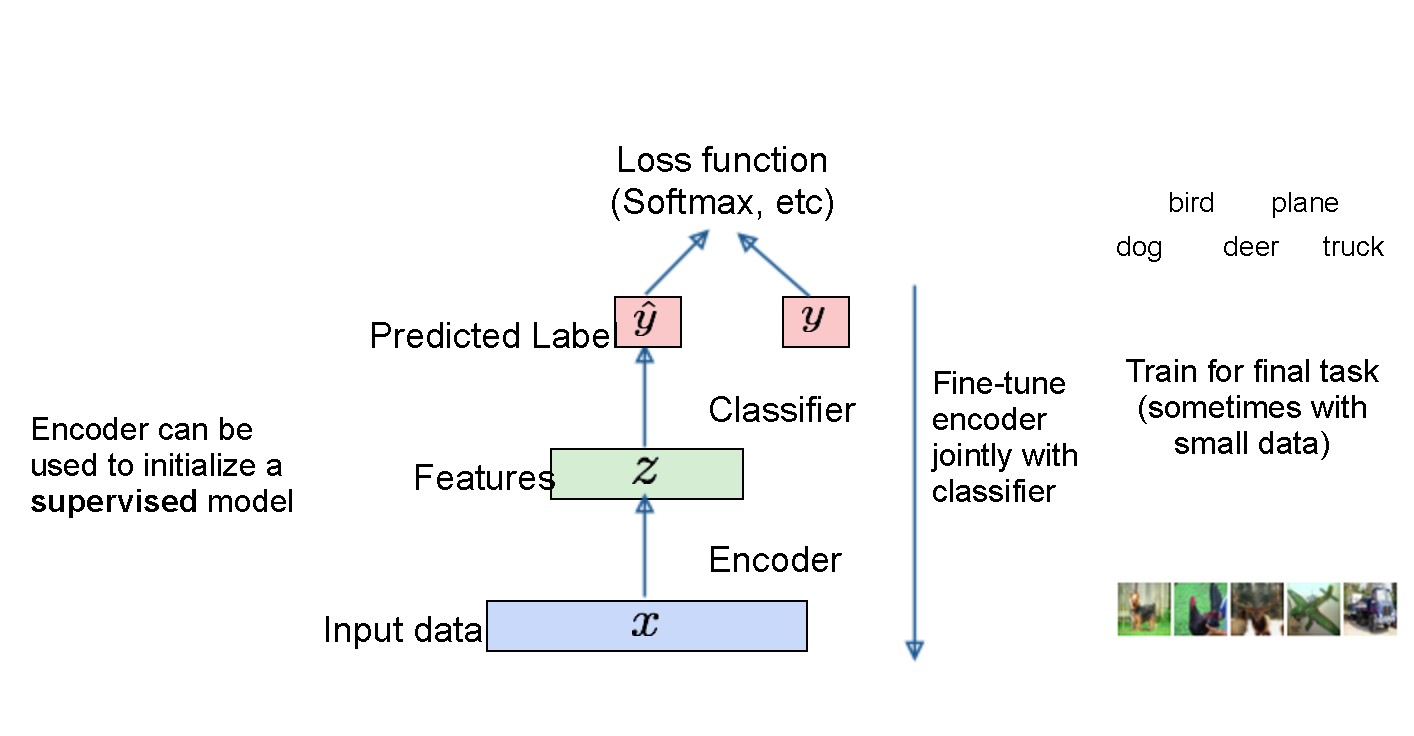 Loss function
(Softmax, etc)
bird plane
dog deer truck
Predicted Label
ŷ
y
Classifier
Fine-tune
encoder
jointly with
classifier
Train for final task
(sometimes with
small data)
Encoder can be
used to initialize a
supervised model
Features
z
Encoder
Input data
x